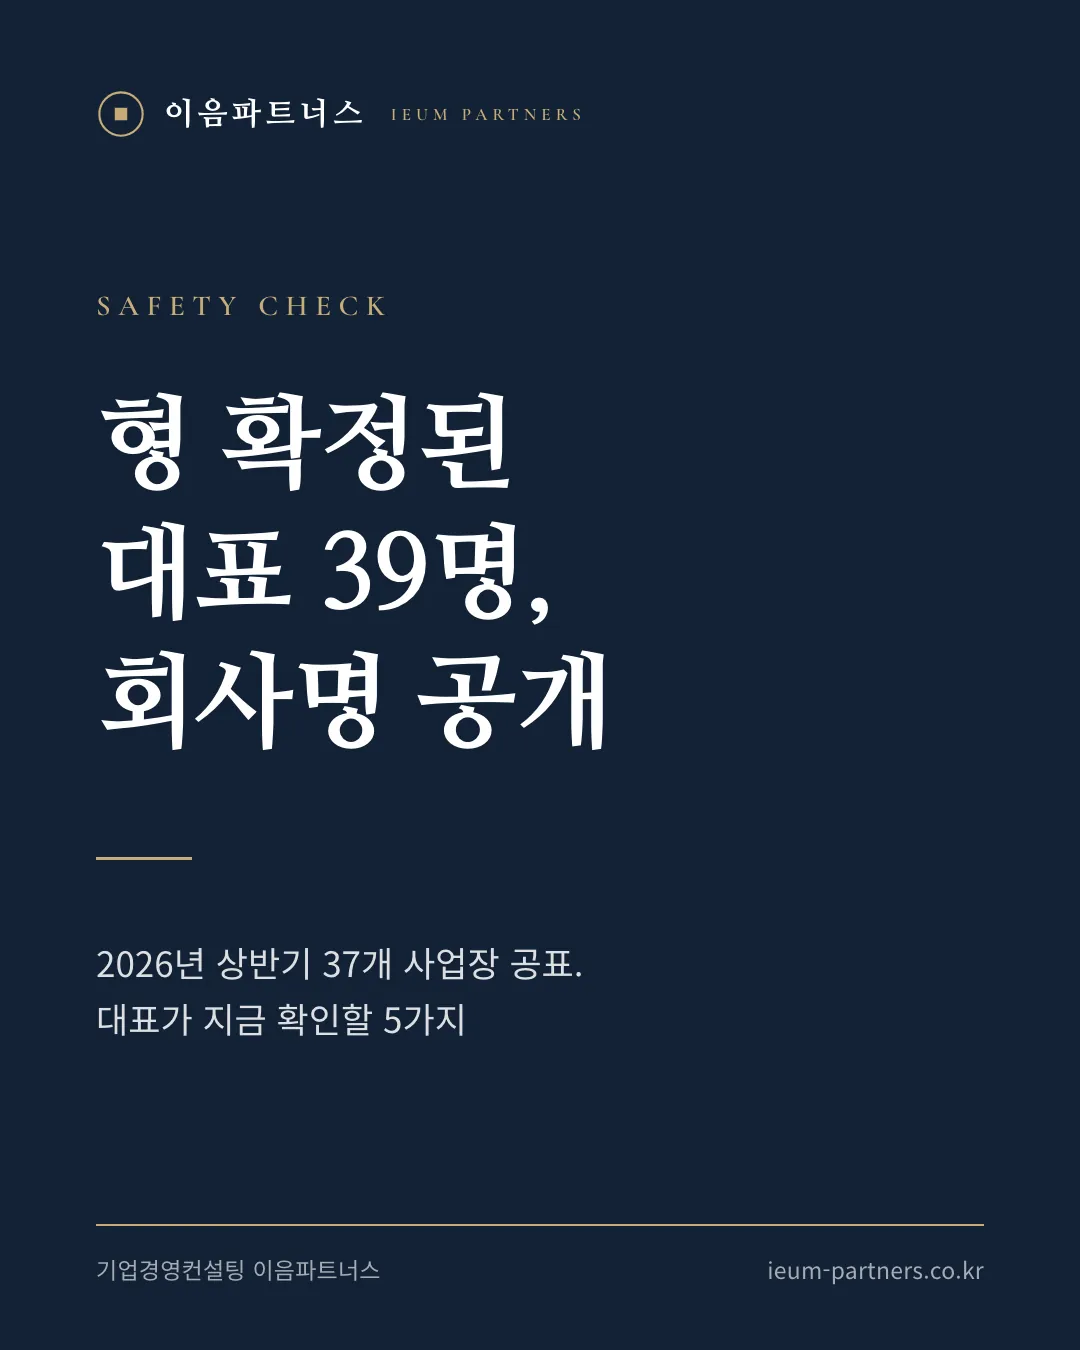 이음파트너스 IEUM PARTNERS
SAFETY CHECK
형 확정된
대표 39명,
회사명 공개
2026년 상반기 37개 사업장 공표.
대표가 지금 확인할 5가지
기업경영컨설팅 이음파트너스 ieum-partners.co.kr